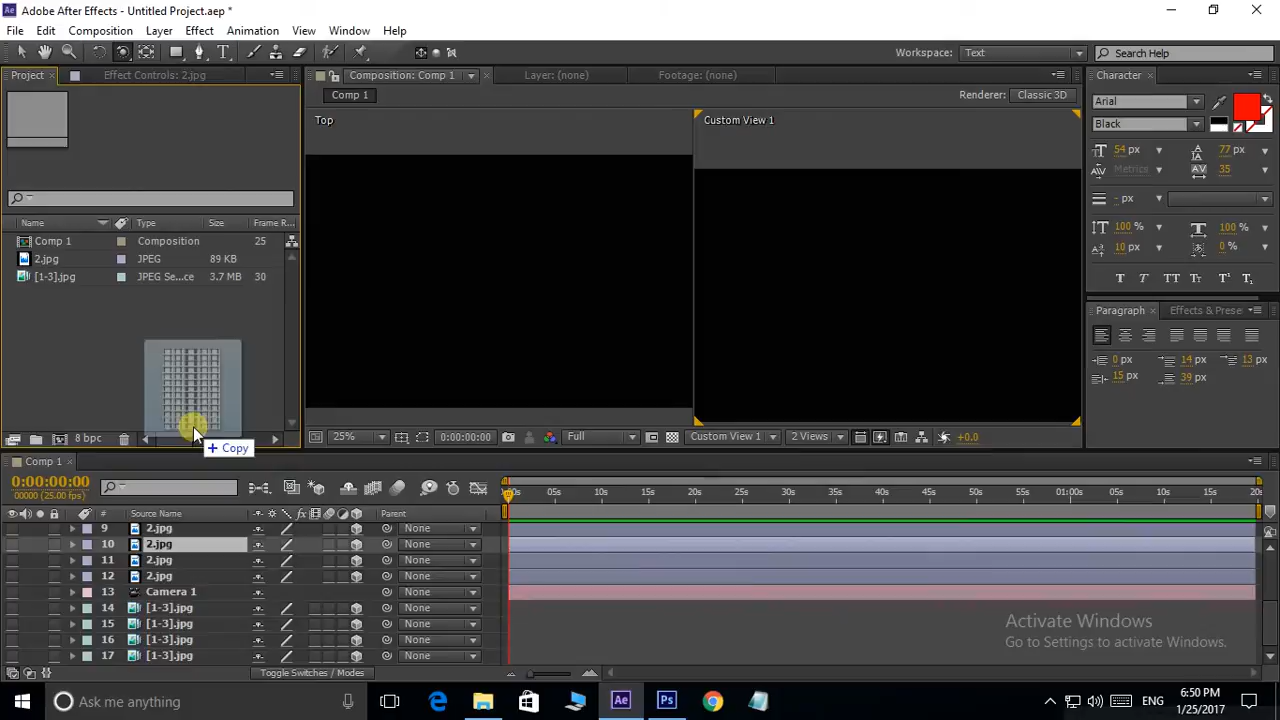 Adobe After Effects - Untitled Project.aep *
File Edit Composition Layer Effect Animation View Window Help
Workspace: Text Search Help
Project Effect Controls: 2.jpg Composition: Comp 1 Layer: (none) Footage: (none) Character
Comp 1 Renderer: Classic 3D Arial
Top Custom View 1 Black
54 px 77 px
Metrics 35
- px
100 % 100 %
10 px 0 %
T T TT Tт T¹ T₁
Name Type Size Frame R...
Comp 1 Composition 25
2.jpg JPEG 89 KB
[1-3].jpg JPEG Se...ce 3.7 MB 30
Paragraph Effects & Prese
0 px 14 px 13 px
15 px 39 px
Copy
8 bpc 25% 0:00:00:00 Full Custom View 1 2 Views +0.0
Comp 1
0:00:00:00
00000 (25.00 fps)
05s 10s 15s 20s 25s 30s 35s 40s 45s 50s 55s 01:00s 05s 10s 15s 20s
# Source Name Parent
9 2.jpg None
10 2.jpg None
11 2.jpg None
12 2.jpg None
13 Camera 1 None
14 [1-3].jpg None
15 [1-3].jpg None
16 [1-3].jpg None
17 [1-3].jpg None
Toggle Switches / Modes
Activate Windows
Go to Settings to activate Windows.
Ask me anything
ENG
6:50 PM
1/25/2017